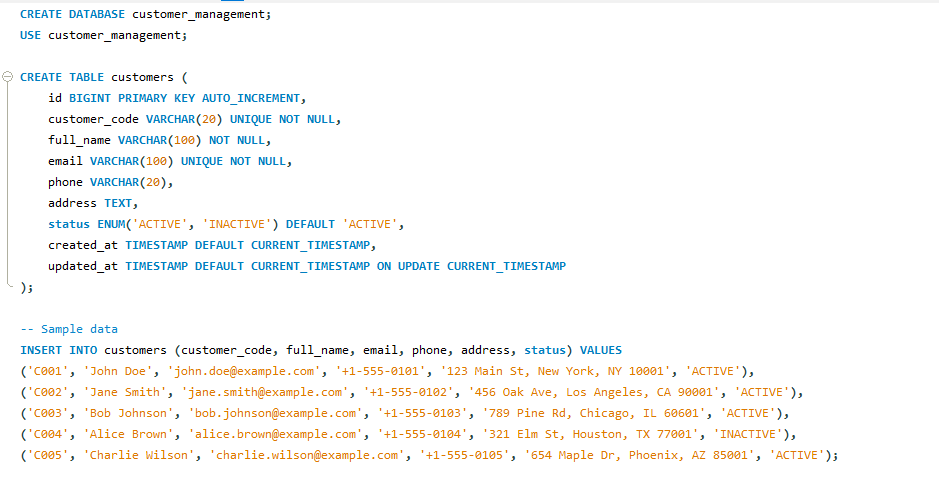 CREATE DATABASE customer_management;
USE customer_management;
CREATE TABLE customers (
id BIGINT PRIMARY KEY AUTO_INCREMENT,
customer_code VARCHAR(20) UNIQUE NOT NULL,
full_name VARCHAR(100) NOT NULL,
email VARCHAR(100) UNIQUE NOT NULL,
phone VARCHAR(20),
address TEXT,
status ENUM('ACTIVE', 'INACTIVE') DEFAULT 'ACTIVE',
created_at TIMESTAMP DEFAULT CURRENT_TIMESTAMP,
updated_at TIMESTAMP DEFAULT CURRENT_TIMESTAMP ON UPDATE CURRENT_TIMESTAMP
);
-- Sample data
INSERT INTO customers (customer_code, full_name, email, phone, address, status) VALUES
('C001', 'John Doe', 'john.doe@example.com', '+1-555-0101', '123 Main St, New York, NY 10001', 'ACTIVE'),
('C002', 'Jane Smith', 'jane.smith@example.com', '+1-555-0102', '456 Oak Ave, Los Angeles, CA 90001', 'ACTIVE'),
('C003', 'Bob Johnson', 'bob.johnson@example.com', '+1-555-0103', '789 Pine Rd, Chicago, IL 60601', 'ACTIVE'),
('C004', 'Alice Brown', 'alice.brown@example.com', '+1-555-0104', '321 Elm St, Houston, TX 77001', 'INACTIVE'),
('C005', 'Charlie Wilson', 'charlie.wilson@example.com', '+1-555-0105', '654 Maple Dr, Phoenix, AZ 85001', 'ACTIVE');